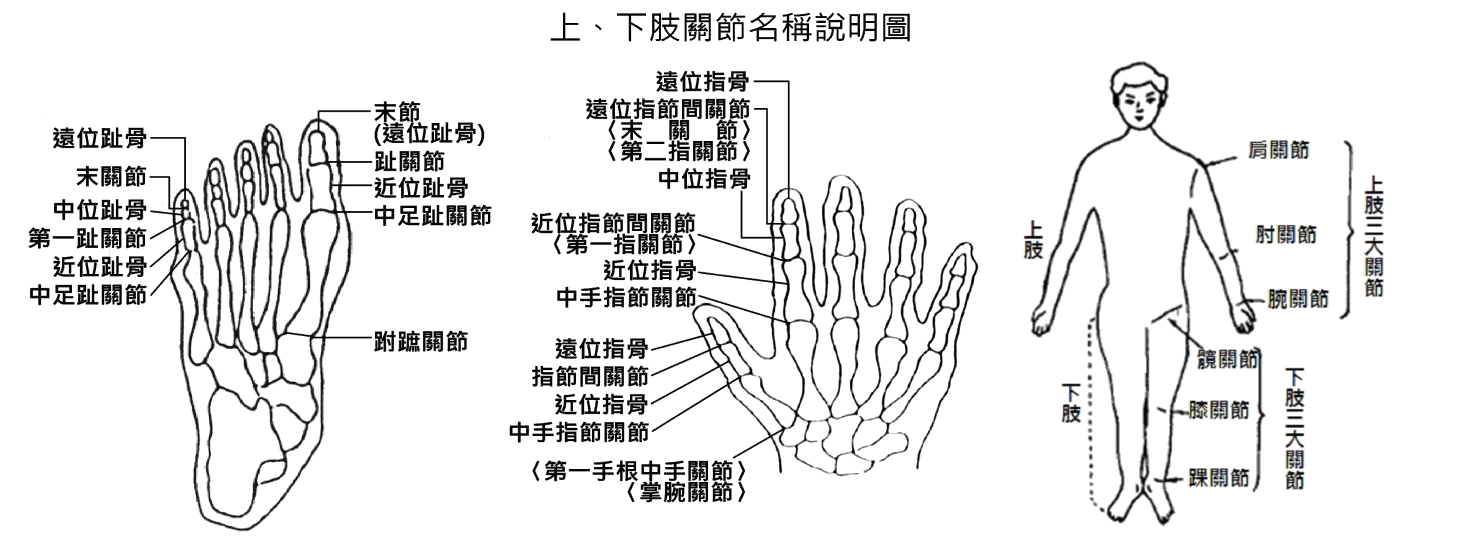 上、下肢關節名稱說明圖
遠位趾骨
末關節
中位趾骨
第一趾關節
近位趾骨
中足趾關節
末節
(遠位趾骨)
趾關節
近位趾骨
中足趾關節
跗蹠關節
遠位指骨
遠位指節間關節
〈末關節〉
〈第二指關節〉
中位指骨
近位指節間關節
〈第一指關節〉
近位指骨
中手指節關節
遠位指骨
指節間關節
近位指骨
中手指節關節
〈第一手根中手關節〉
〈掌腕關節〉
上肢
下肢
肩關節
肘關節
腕關節
上肢三大關節
髖關節
膝關節
踝關節
下肢三大關節